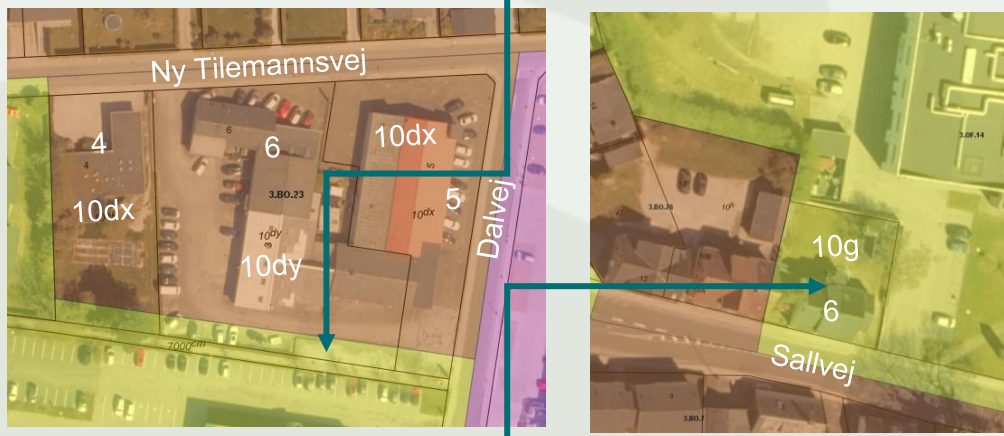 Ny Tilemannsvej
4
4
10dx
6
6
3.BO.23
10dy
10dy
10dx
5
5
10dx
Dalvej
7000cm
3.OF.14
3.BO.26
10g
6
Sallvej
3.BO.7